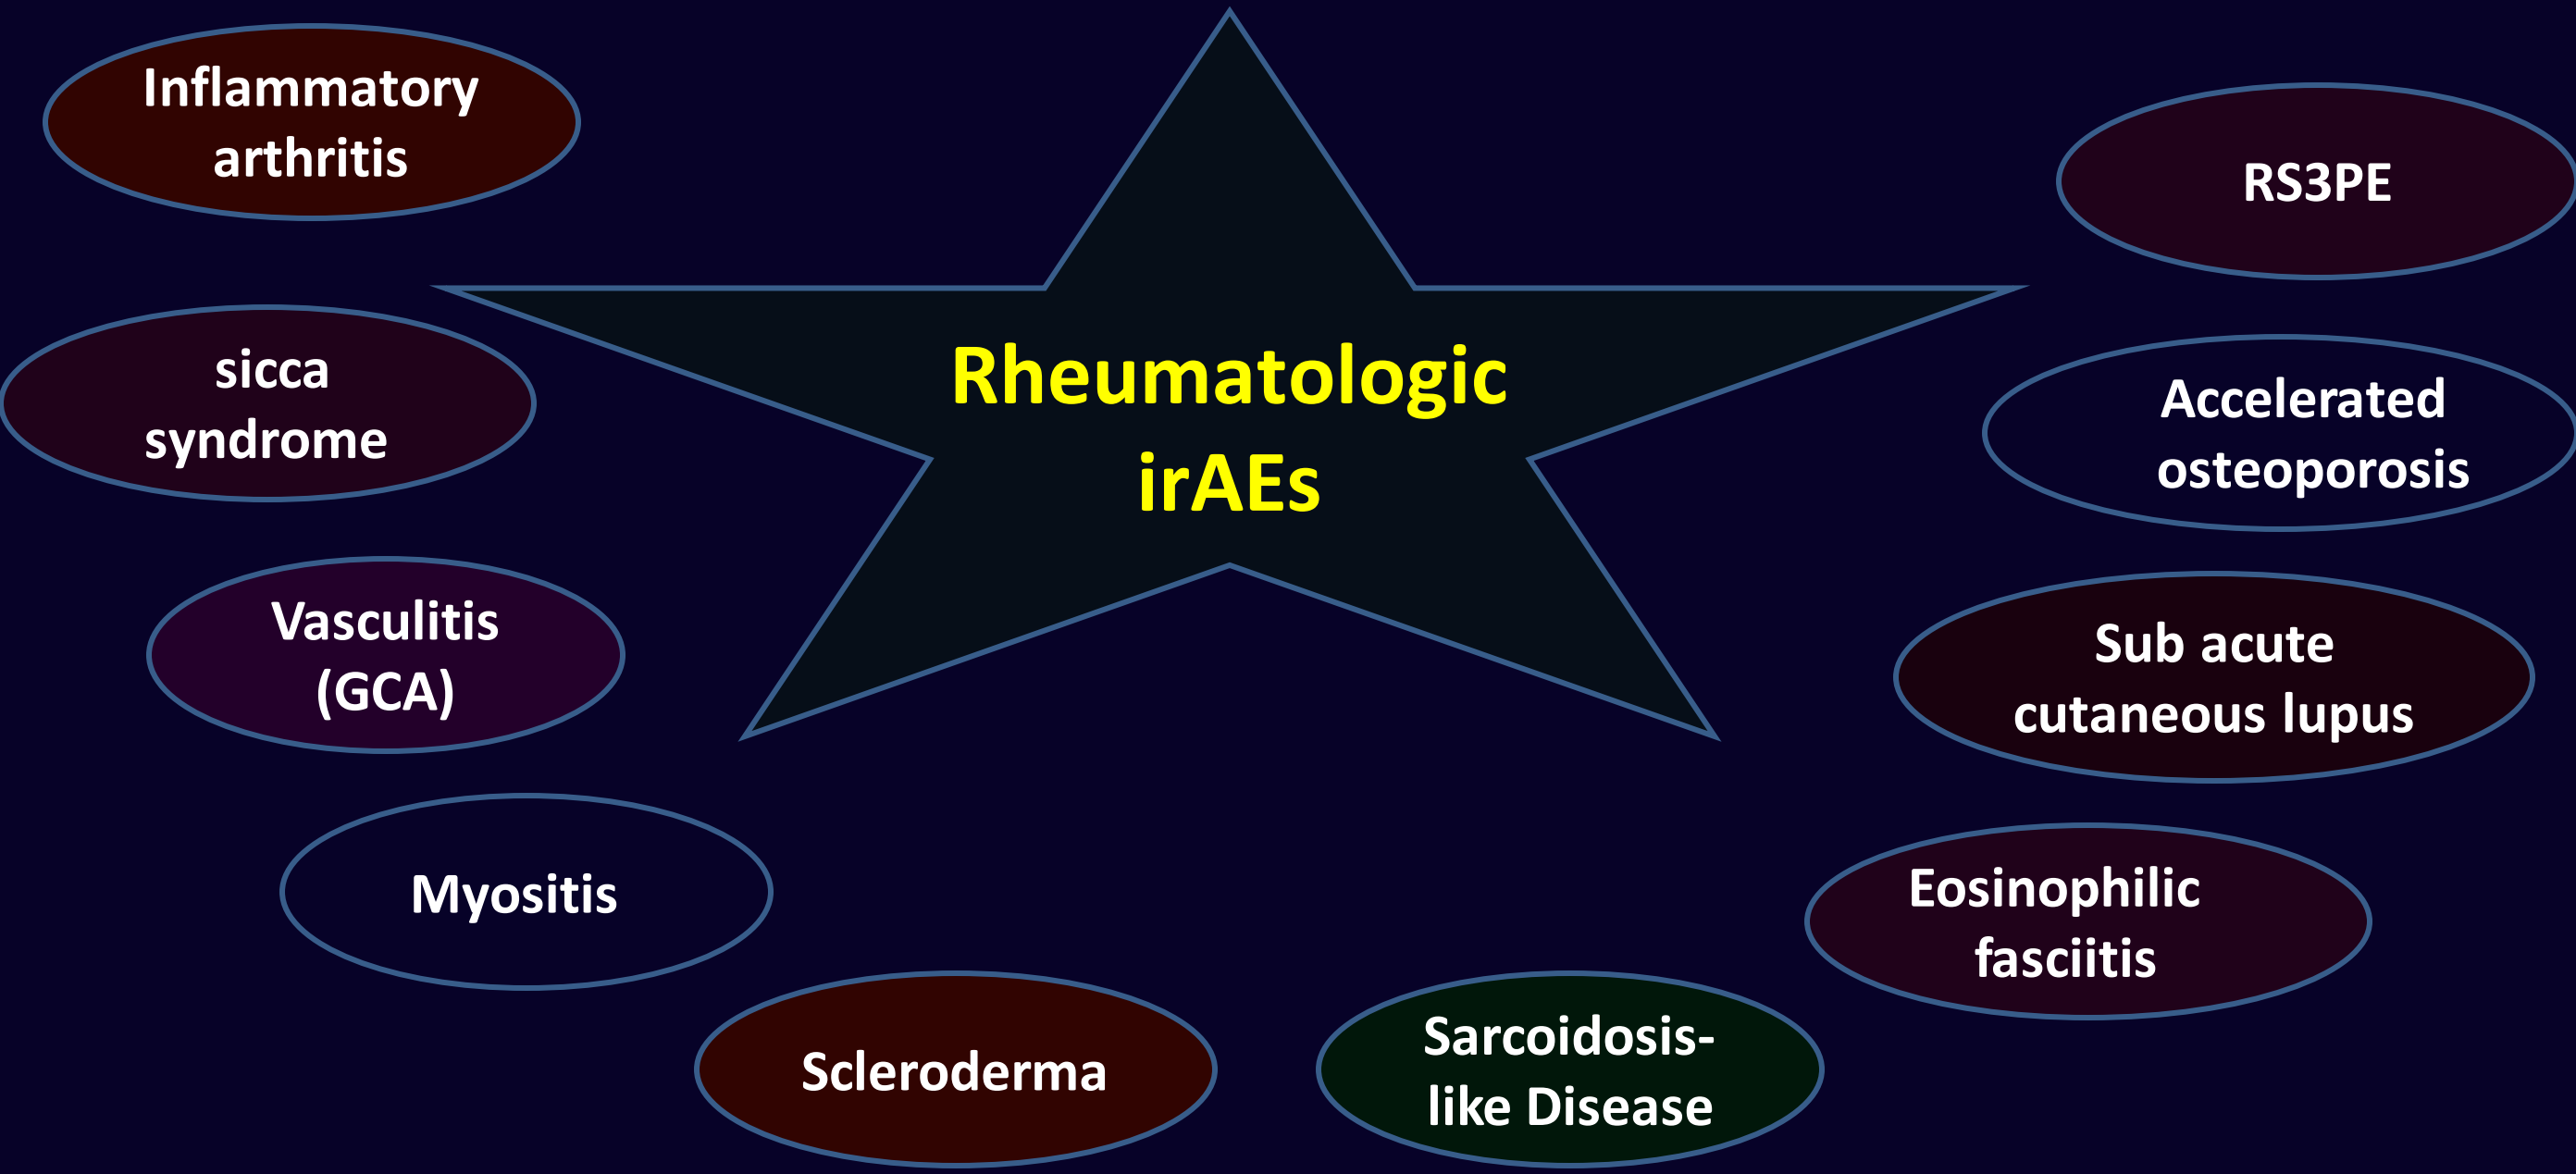 Inflammatory
arthritis
sicca
syndrome
Vasculitis
(GCA)
Myositis
Scleroderma
Rheumatologic
irAEs
Sarcoidosis-
like Disease
RS3PE
Accelerated
osteoporosis
Sub acute
cutaneous lupus
Eosinophilic
fasciitis